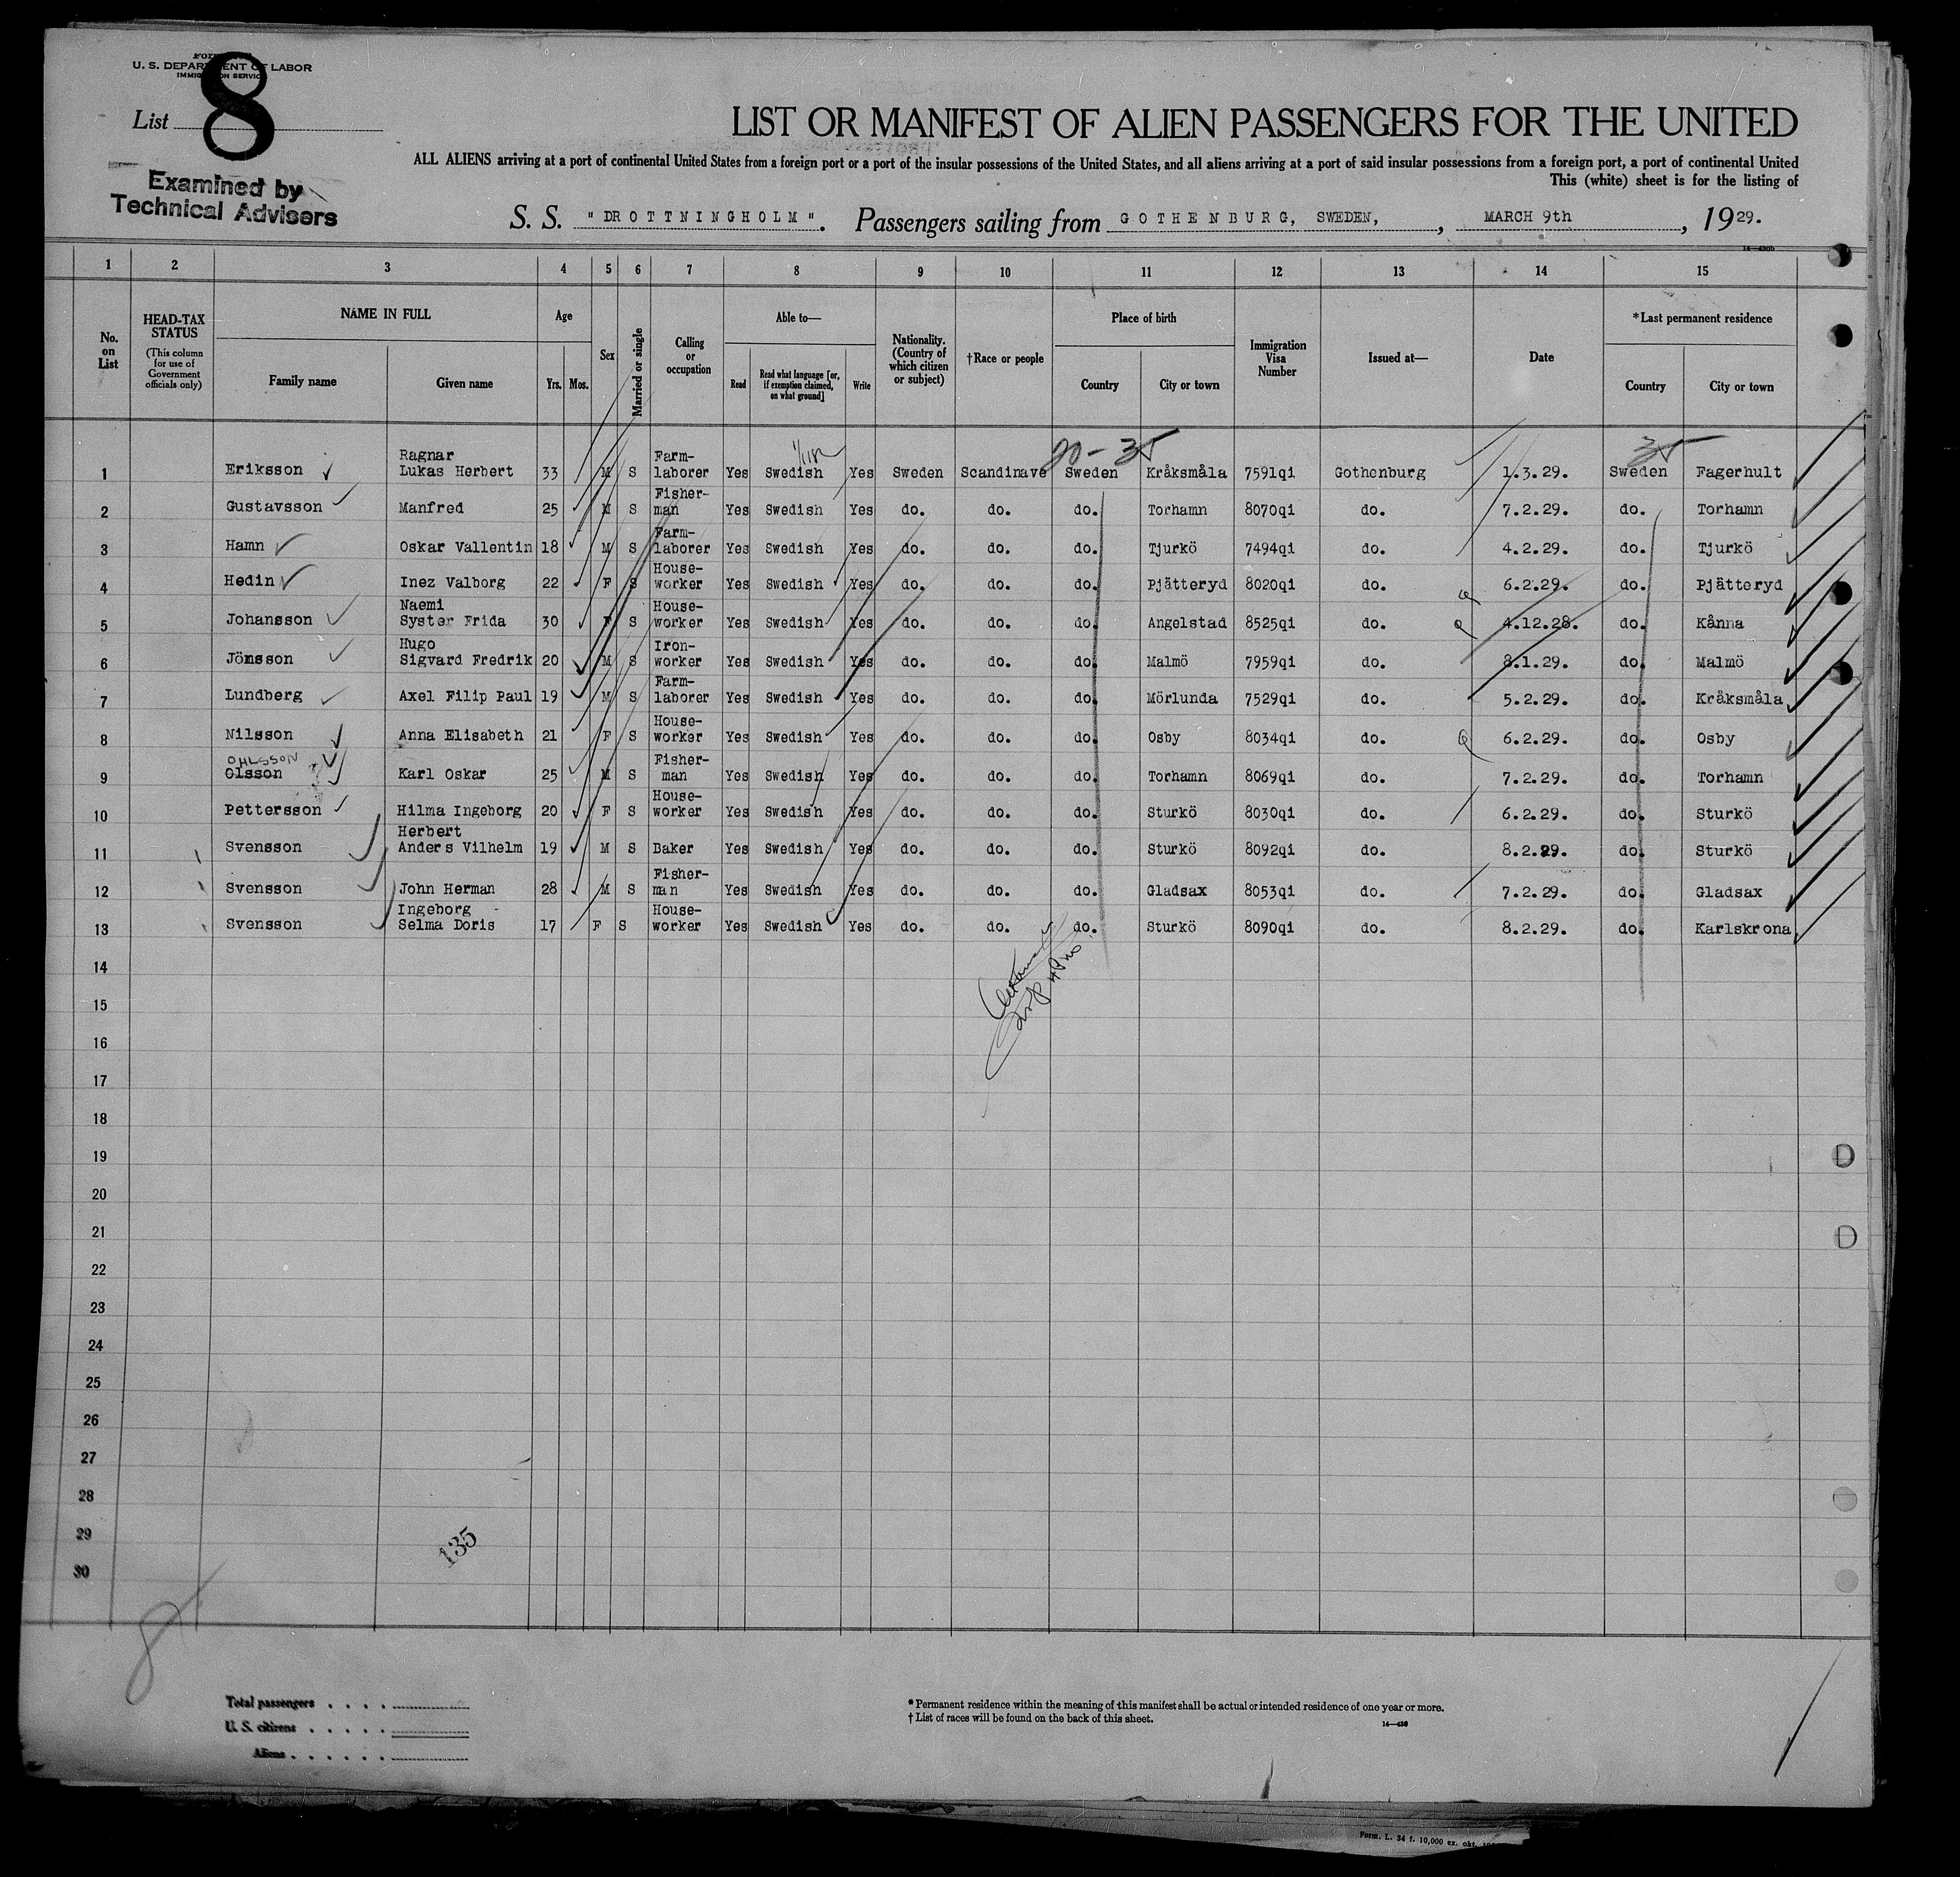 U. S. DEPARTMENT OF LABOR
IMMIGRATION SERVICE
List 8
Examined by
Technical Advisers
LIST OR MANIFEST OF ALIEN PASSENGERS FOR THE UNITED
ALL ALIENS arriving at a port of continental United States from a foreign port or a port of the insular possessions of the United States, and all aliens arriving at a port of said insular possessions from a foreign port, a port of continental United
This (white) sheet is for the listing of
S. S. "DROTTNINGHOLM". Passengers sailing from GOTHENBURG, SWEDEN, , MARCH 9th , 1929.
14—430b
1 2 3 4 5 6 7 8 9 10 11 12 13 14 15
No. on List
HEAD-TAX STATUS (This column for use of Government officials only)
NAME IN FULL
Family name Given name
Age
Yrs. Mos.
Sex
Married or single
Calling or occupation
Able to—
Read Read what language [or, if exemption claimed, on what ground] Write
Nationality. (Country of which citizen or subject)
†Race or people
Place of birth
Country City or town
Immigration Visa Number
Issued at—
Date
*Last permanent residence
Country City or town
20-35 35
1 Eriksson Ragnar Lukas Herbert 33 M S Farm-laborer Yes Swedish Yes Sweden Scandinave Sweden Kråksmåla 7591qi Gothenburg 1.3.29. Sweden Fagerhult
2 Gustavsson Manfred 25 M S Fisher-man Yes Swedish Yes do. do. do. Torhamn 8070qi do. 7.2.29. do. Torhamn
3 Hamn Oskar Vallentin 18 M S Farm-laborer Yes Swedish Yes do. do. do. Tjurkö 7494qi do. 4.2.29. do. Tjurkö
4 Hedin Inez Valborg 22 F S House-worker Yes Swedish Yes do. do. do. Pjätteryd 8020qi do. 6.2.29. do. Pjätteryd
5 Johansson Naemi Syster Frida 30 F S House-worker Yes Swedish Yes do. do. do. Angelstad 8525qi do. 4.12.28. do. Kånna
6 Jönsson Hugo Sigvard Fredrik 20 M S Iron-worker Yes Swedish Yes do. do. do. Malmö 7959qi do. 8.1.29. do. Malmö
7 Lundberg Axel Filip Paul 19 M S Farm-laborer Yes Swedish Yes do. do. do. Mörlunda 7529qi do. 5.2.29. do. Kråksmåla
8 Nilsson Anna Elisabeth 21 F S House-worker Yes Swedish Yes do. do. do. Osby 8034qi do. 6.2.29. do. Osby
OHLSSON
9 Olsson Karl Oskar 25 M S Fisher-man Yes Swedish Yes do. do. do. Torhamn 8069qi do. 7.2.29. do. Torhamn
10 Pettersson Hilma Ingeborg 20 F S House-worker Yes Swedish Yes do. do. do. Sturkö 8030qi do. 6.2.29. do. Sturkö
11 Svensson Herbert Anders Vilhelm 19 M S Baker Yes Swedish Yes do. do. do. Sturkö 8092qi do. 8.2.29. do. Sturkö
12 Svensson John Herman 28 M S Fisher-man Yes Swedish Yes do. do. do. Gladsax 8053qi do. 7.2.29. do. Gladsax
13 Svensson Ingeborg Selma Doris 17 F S House-worker Yes Swedish Yes do. do. do. Sturkö 8090qi do. 8.2.29. do. Karlskrona
14
15
16
17
18
19
20
21
22
23
24
25
26
27
28
29
30
135
Total passengers
U. S. citizens
Aliens
* Permanent residence within the meaning of this manifest shall be actual or intended residence of one year or more.
† List of races will be found on the back of this sheet.
14—430
Form. L. 34 f. 10,000 ex. okt.